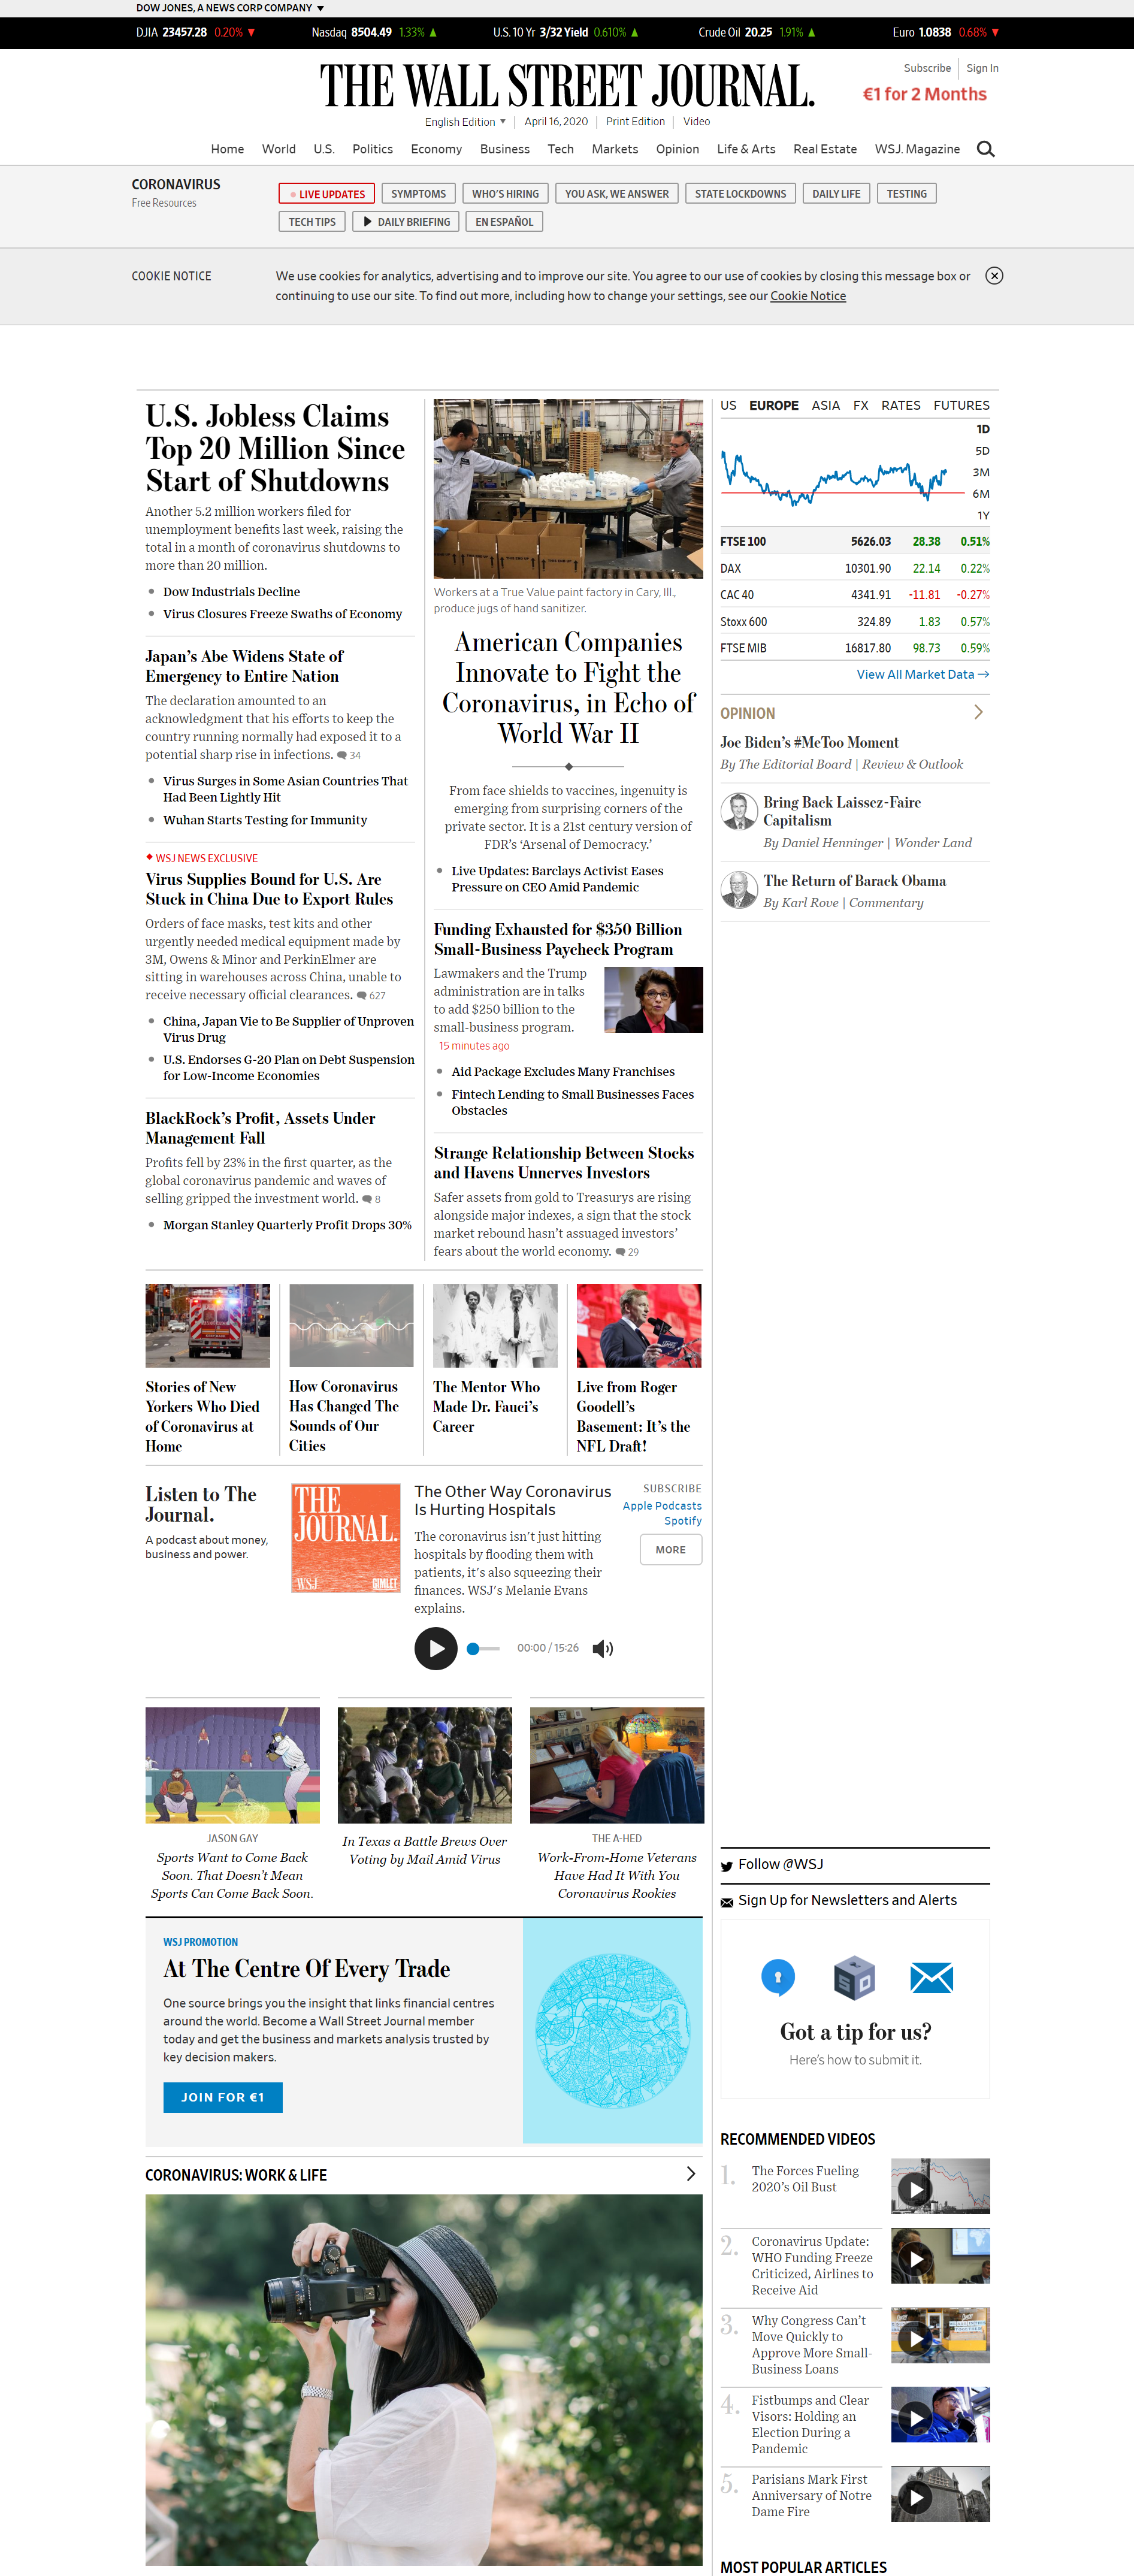 DOW JONES, A NEWS CORP COMPANY ▼
DJIA 23457.28 0.20% ▼
Nasdaq 8504.49 1.33% ▲
U.S. 10 Yr 3/32 Yield 0.610% ▲
Crude Oil 20.25 1.91% ▲
Euro 1.0838 0.68% ▼
THE WALL STREET JOURNAL.
Subscribe | Sign In
€1 for 2 Months
English Edition ▼ | April 16, 2020 | Print Edition | Video
Home World U.S. Politics Economy Business Tech Markets Opinion Life & Arts Real Estate WSJ. Magazine
CORONAVIRUS
Free Resources
LIVE UPDATES SYMPTOMS WHO'S HIRING YOU ASK, WE ANSWER STATE LOCKDOWNS DAILY LIFE TESTING
TECH TIPS DAILY BRIEFING EN ESPAÑOL
COOKIE NOTICE
We use cookies for analytics, advertising and to improve our site. You agree to our use of cookies by closing this message box or
continuing to use our site. To find out more, including how to change your settings, see our Cookie Notice
U.S. Jobless Claims
Top 20 Million Since
Start of Shutdowns
Another 5.2 million workers filed for
unemployment benefits last week, raising the
total in a month of coronavirus shutdowns to
more than 20 million.
• Dow Industrials Decline
• Virus Closures Freeze Swaths of Economy
Japan's Abe Widens State of
Emergency to Entire Nation
The declaration amounted to an
acknowledgment that his efforts to keep the
country running normally had exposed it to a
potential sharp rise in infections. 34
• Virus Surges in Some Asian Countries That
Had Been Lightly Hit
• Wuhan Starts Testing for Immunity
WSJ NEWS EXCLUSIVE
Virus Supplies Bound for U.S. Are
Stuck in China Due to Export Rules
Orders of face masks, test kits and other
urgently needed medical equipment made by
3M, Owens & Minor and PerkinElmer are
sitting in warehouses across China, unable to
receive necessary official clearances. 627
• China, Japan Vie to Be Supplier of Unproven
Virus Drug
• U.S. Endorses G-20 Plan on Debt Suspension
for Low-Income Economies
BlackRock's Profit, Assets Under
Management Fall
Profits fell by 23% in the first quarter, as the
global coronavirus pandemic and waves of
selling gripped the investment world. 8
• Morgan Stanley Quarterly Profit Drops 30%
Workers at a True Value paint factory in Cary, Ill.,
produce jugs of hand sanitizer.
American Companies
Innovate to Fight the
Coronavirus, in Echo of
World War II
From face shields to vaccines, ingenuity is
emerging from surprising corners of the
private sector. It is a 21st century version of
FDR's 'Arsenal of Democracy.'
• Live Updates: Barclays Activist Eases
Pressure on CEO Amid Pandemic
Funding Exhausted for $350 Billion
Small-Business Paycheck Program
Lawmakers and the Trump
administration are in talks
to add $250 billion to the
small-business program.
15 minutes ago
• Aid Package Excludes Many Franchises
• Fintech Lending to Small Businesses Faces
Obstacles
Strange Relationship Between Stocks
and Havens Unnerves Investors
Safer assets from gold to Treasurys are rising
alongside major indexes, a sign that the stock
market rebound hasn't assuaged investors'
fears about the world economy. 29
US EUROPE ASIA FX RATES FUTURES
1D
5D
3M
6M
1Y
FTSE 100 5626.03 28.38 0.51%
DAX 10301.90 22.14 0.22%
CAC 40 4341.91 -11.81 -0.27%
Stoxx 600 324.89 1.83 0.57%
FTSE MIB 16817.80 98.73 0.59%
View All Market Data →
OPINION
Joe Biden's #MeToo Moment
By The Editorial Board | Review & Outlook
Bring Back Laissez-Faire
Capitalism
By Daniel Henninger | Wonder Land
The Return of Barack Obama
By Karl Rove | Commentary
Stories of New
Yorkers Who Died
of Coronavirus at
Home
How Coronavirus
Has Changed The
Sounds of Our
Cities
The Mentor Who
Made Dr. Fauci's
Career
Live from Roger
Goodell's
Basement: It's the
NFL Draft!
Listen to The
Journal.
A podcast about money,
business and power.
THE
JOURNAL.
WSJ GIMLET
The Other Way Coronavirus
Is Hurting Hospitals
The coronavirus isn't just hitting
hospitals by flooding them with
patients, it's also squeezing their
finances. WSJ's Melanie Evans
explains.
00:00 / 15:26
SUBSCRIBE
Apple Podcasts
Spotify
MORE
JASON GAY
Sports Want to Come Back
Soon. That Doesn't Mean
Sports Can Come Back Soon.
In Texas a Battle Brews Over
Voting by Mail Amid Virus
THE A-HED
Work-From-Home Veterans
Have Had It With You
Coronavirus Rookies
WSJ PROMOTION
At The Centre Of Every Trade
One source brings you the insight that links financial centres
around the world. Become a Wall Street Journal member
today and get the business and markets analysis trusted by
key decision makers.
JOIN FOR €1
CORONAVIRUS: WORK & LIFE
Follow @WSJ
Sign Up for Newsletters and Alerts
Got a tip for us?
Here's how to submit it.
RECOMMENDED VIDEOS
1. The Forces Fueling
2020's Oil Bust
2. Coronavirus Update:
WHO Funding Freeze
Criticized, Airlines to
Receive Aid
3. Why Congress Can't
Move Quickly to
Approve More Small-
Business Loans
4. Fistbumps and Clear
Visors: Holding an
Election During a
Pandemic
5. Parisians Mark First
Anniversary of Notre
Dame Fire
MOST POPULAR ARTICLES